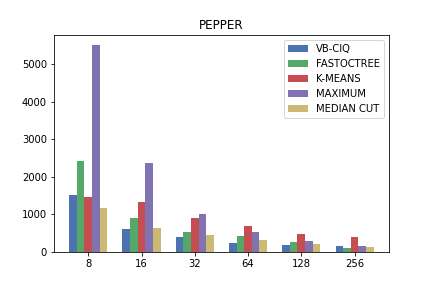 PEPPER
VB-CIQ
FASTOCTREE
K-MEANS
MAXIMUM
MEDIAN CUT
5000
4000
3000
2000
1000
0
8 16 32 64 128 256